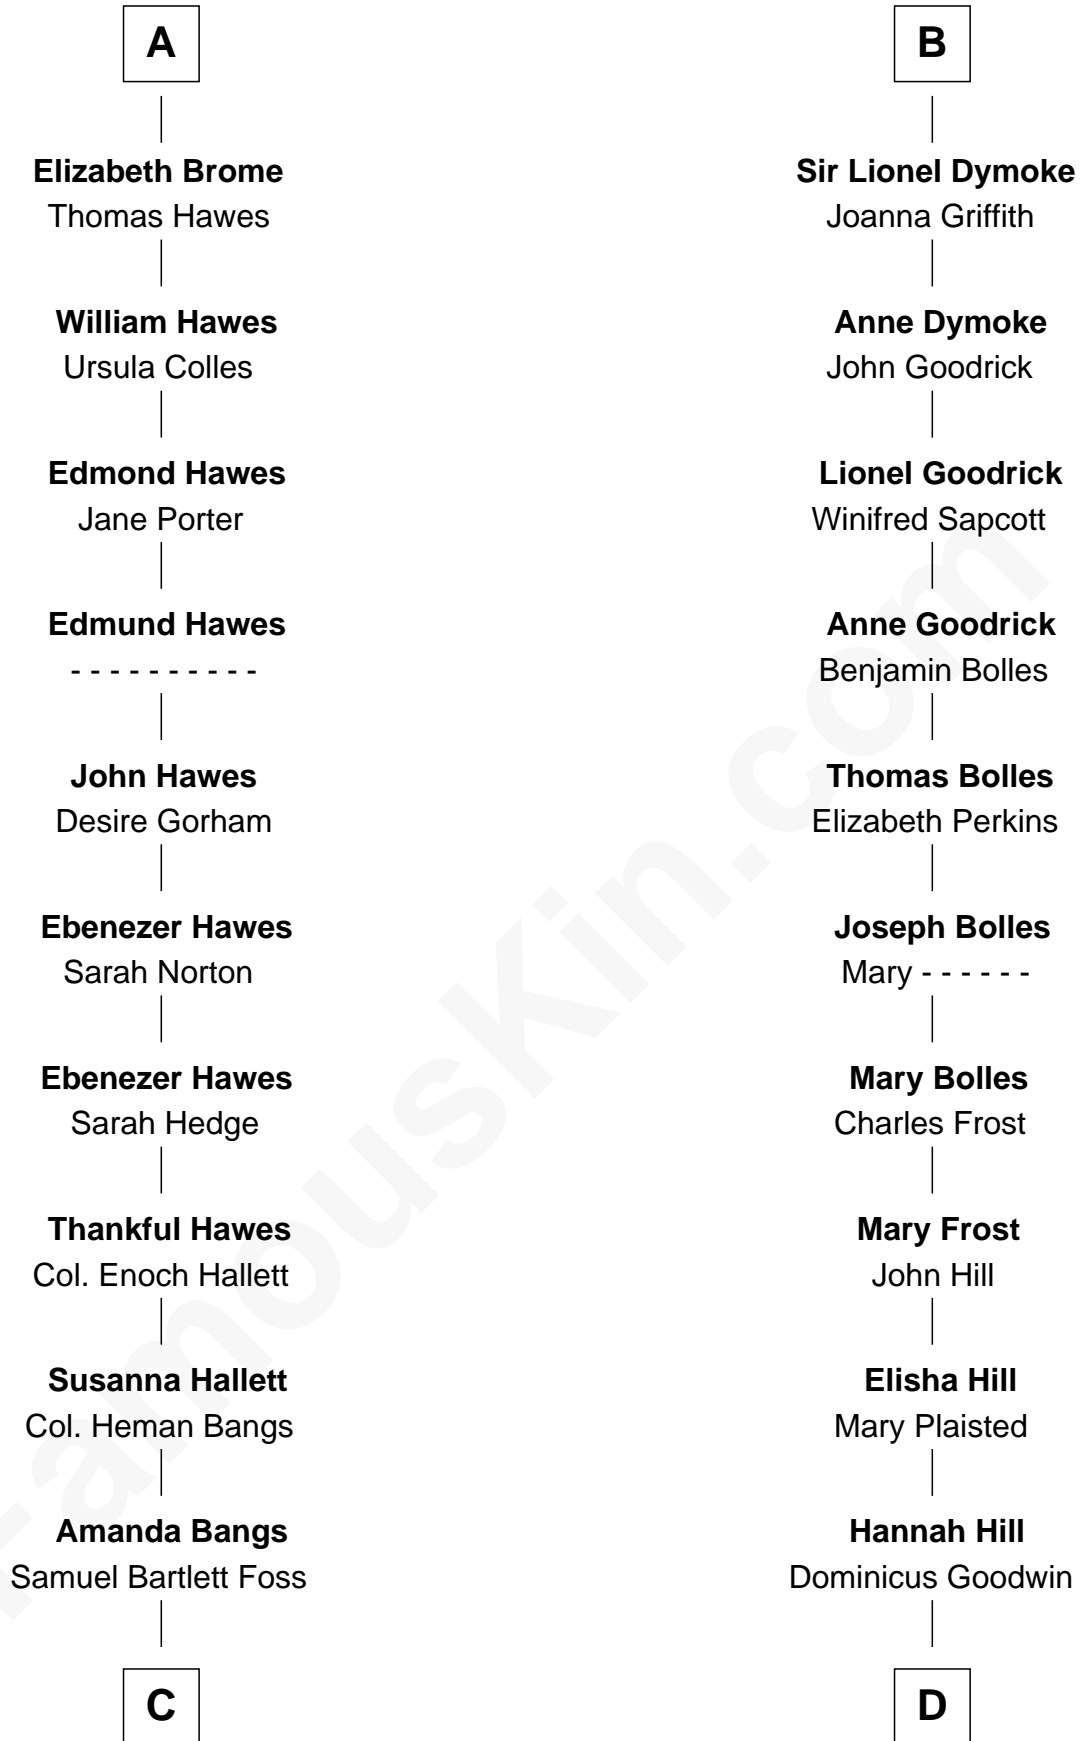 A
Elizabeth Brome
Thomas Hawes
William Hawes
Ursula Colles
Edmond Hawes
Jane Porter
Edmund Hawes
- - - - - - - - - -
John Hawes
Desire Gorham
Ebenezer Hawes
Sarah Norton
Ebenezer Hawes
Sarah Hedge
Thankful Hawes
Col. Enoch Hallett
Susanna Hallett
Col. Heman Bangs
Amanda Bangs
Samuel Bartlett Foss
C
B
Sir Lionel Dymoke
Joanna Griffith
Anne Dymoke
John Goodrick
Lionel Goodrick
Winifred Sapcott
Anne Goodrick
Benjamin Bolles
Thomas Bolles
Elizabeth Perkins
Joseph Bolles
Mary - - - - - -
Mary Bolles
Charles Frost
Mary Frost
John Hill
Elisha Hill
Mary Plaisted
Hannah Hill
Dominicus Goodwin
D
FamousKin.com